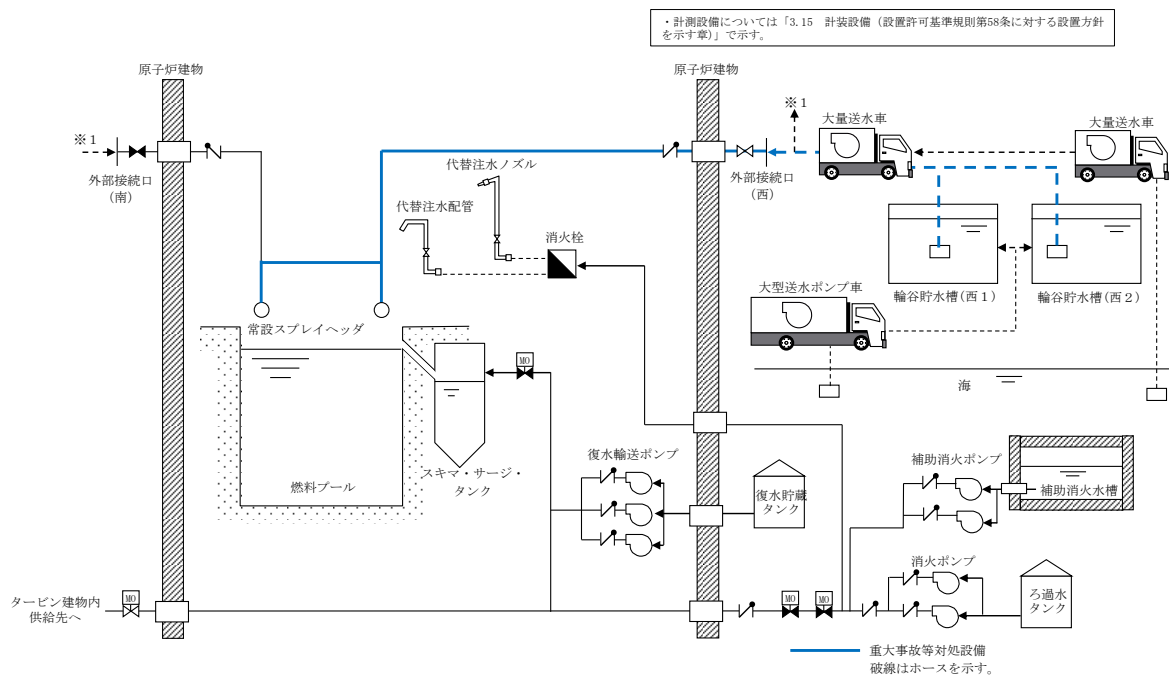 ・計測設備については「3.15　計装設備（設置許可基準規則第58条に対する設置方針
を示す章）」で示す。
原子炉建物
原子炉建物
※1
※1
大量送水車
大量送水車
外部接続口
(南)
代替注水ノズル
外部接続口
(西)
代替注水配管
消火栓
輪谷貯水槽(西1)
輪谷貯水槽(西2)
大型送水ポンプ車
常設スプレイヘッダ
MO
海
燃料プール
スキマ・サージ・
タンク
復水輸送ポンプ
復水貯蔵
タンク
補助消火ポンプ
補助消火水槽
消火ポンプ
ろ過水
タンク
タービン建物内
供給先へ
MO
MO
MO
重大事故等対処設備
破線はホースを示す。